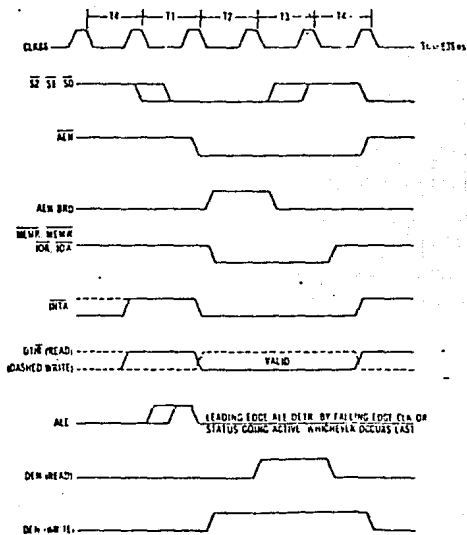 T4 T1 T2 T3 T4
CLK88
S2 S1 S0
AEN
AEN BRD
MEMR, MEMW
IOR, IOW
DT/R (READ)
(DASHED WRITE)
VALID
ALE
LEADING EDGE ALE DETR. BY FALLING EDGE CLK OR
STATUS GOING ACTIVE WHICHEVER OCCURS LAST
DEN (READ)
DEN (WRITE)